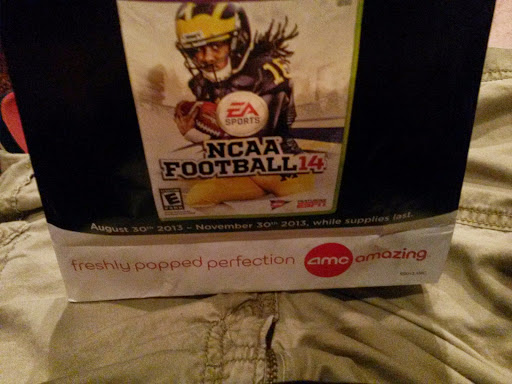 EA
SPORTS
NCAA
FOOTBALL 14
E
ESPN
August 30th 2013 – November 30th 2013, while supplies last.
freshly popped perfection amc amazing.